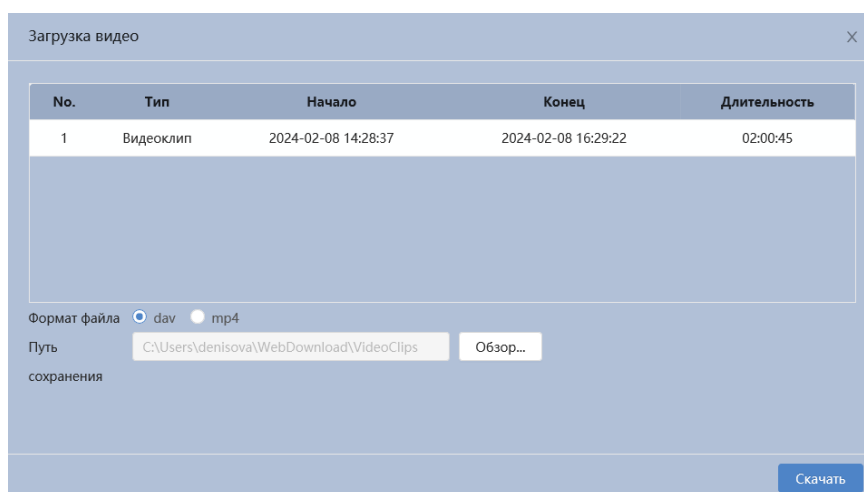 Загрузка видео
No. Тип Начало Конец Длительность
1 Видеоклип 2024-02-08 14:28:37 2024-02-08 16:29:22 02:00:45
Формат файла dav mp4
Путь C:\Users\denisova\WebDownload\VideoClips Обзор...
сохранения
Скачать